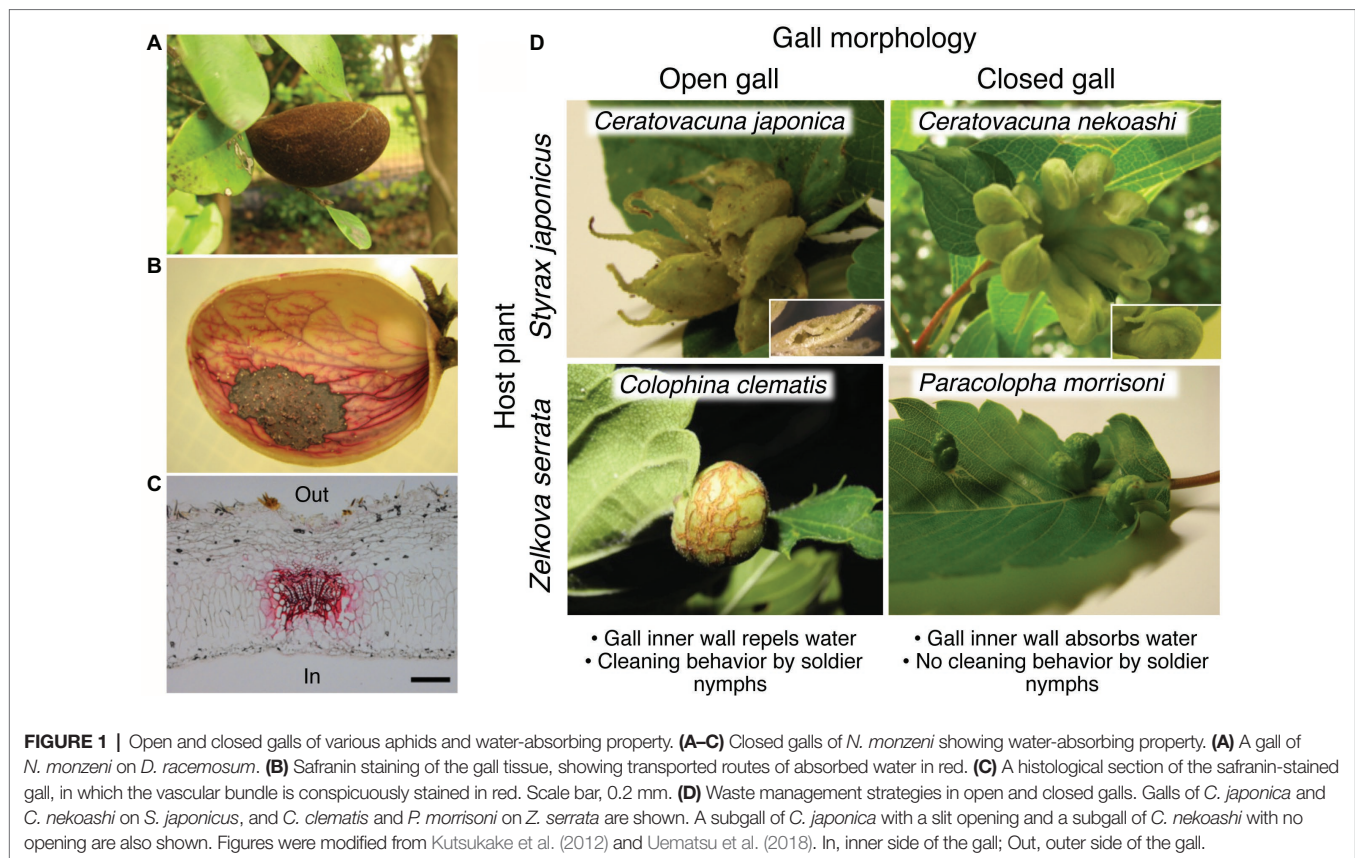 A
B
C
Out
In
D
Gall morphology
Open gall
Closed gall
Host plant
Styrax japonicus
Zelkova serrata
Ceratovacuna japonica
Ceratovacuna nekoashi
Colophina clematis
Paracolopha morrisoni
• Gall inner wall repels water
• Cleaning behavior by soldier
nymphs
• Gall inner wall absorbs water
• No cleaning behavior by soldier
nymphs
FIGURE 1 | Open and closed galls of various aphids and water-absorbing property. (A–C) Closed galls of N. monzeni showing water-absorbing property. (A) A gall of
N. monzeni on D. racemosum. (B) Safranin staining of the gall tissue, showing transported routes of absorbed water in red. (C) A histological section of the safranin-stained
gall, in which the vascular bundle is conspicuously stained in red. Scale bar, 0.2 mm. (D) Waste management strategies in open and closed galls. Galls of C. japonica and
C. nekoashi on S. japonicus, and C. clematis and P. morrisoni on Z. serrata are shown. A subgall of C. japonica with a slit opening and a subgall of C. nekoashi with no
opening are also shown. Figures were modified from Kutsukake et al. (2012) and Uematsu et al. (2018). In, inner side of the gall; Out, outer side of the gall.